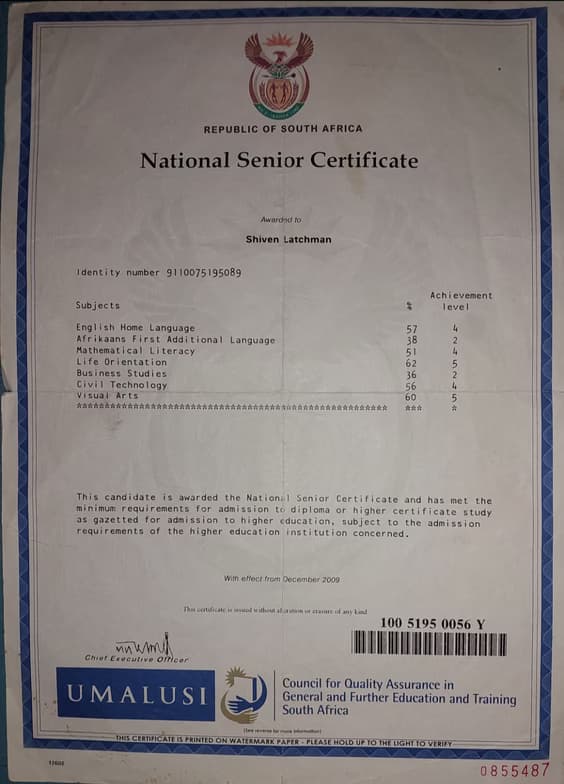 REPUBLIC OF SOUTH AFRICA
National Senior Certificate
Awarded to
Shiven Latchman
Identity number 9110075195089
Subjects % Achievement level
English Home Language 57 4
Afrikaans First Additional Language 38 2
Mathematical Literacy 51 4
Life Orientation 62 5
Business Studies 36 2
Civil Technology 56 4
Visual Arts 60 5
This candidate is awarded the National Senior Certificate and has met the
minimum requirements for admission to diploma or higher certificate study
as gazetted for admission to higher education, subject to the admission
requirements of the higher education institution concerned.
With effect from December 2009
This certificate is issued without alteration or erasure of any kind
100 5195 0056 Y
Chief Executive Officer
UMALUSI
Council for Quality Assurance in
General and Further Education and Training
South Africa
(See reverse for more information)
THIS CERTIFICATE IS PRINTED ON WATERMARK PAPER - PLEASE HOLD UP TO THE LIGHT TO VERIFY
0855487